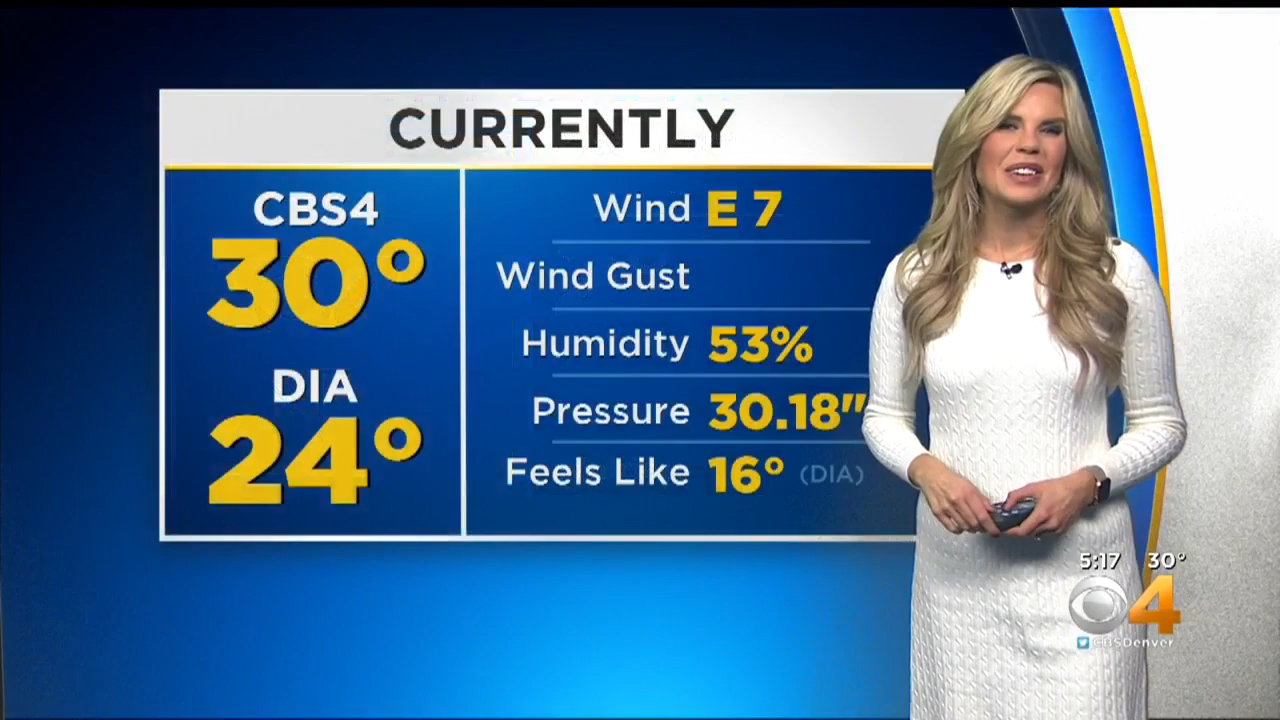 CURRENTLY
CBS4
30°
DIA
24°
Wind E 7
Wind Gust
Humidity 53%
Pressure 30.18"
Feels Like 16° (DIA)
5:17 30°
4
CBSDenver